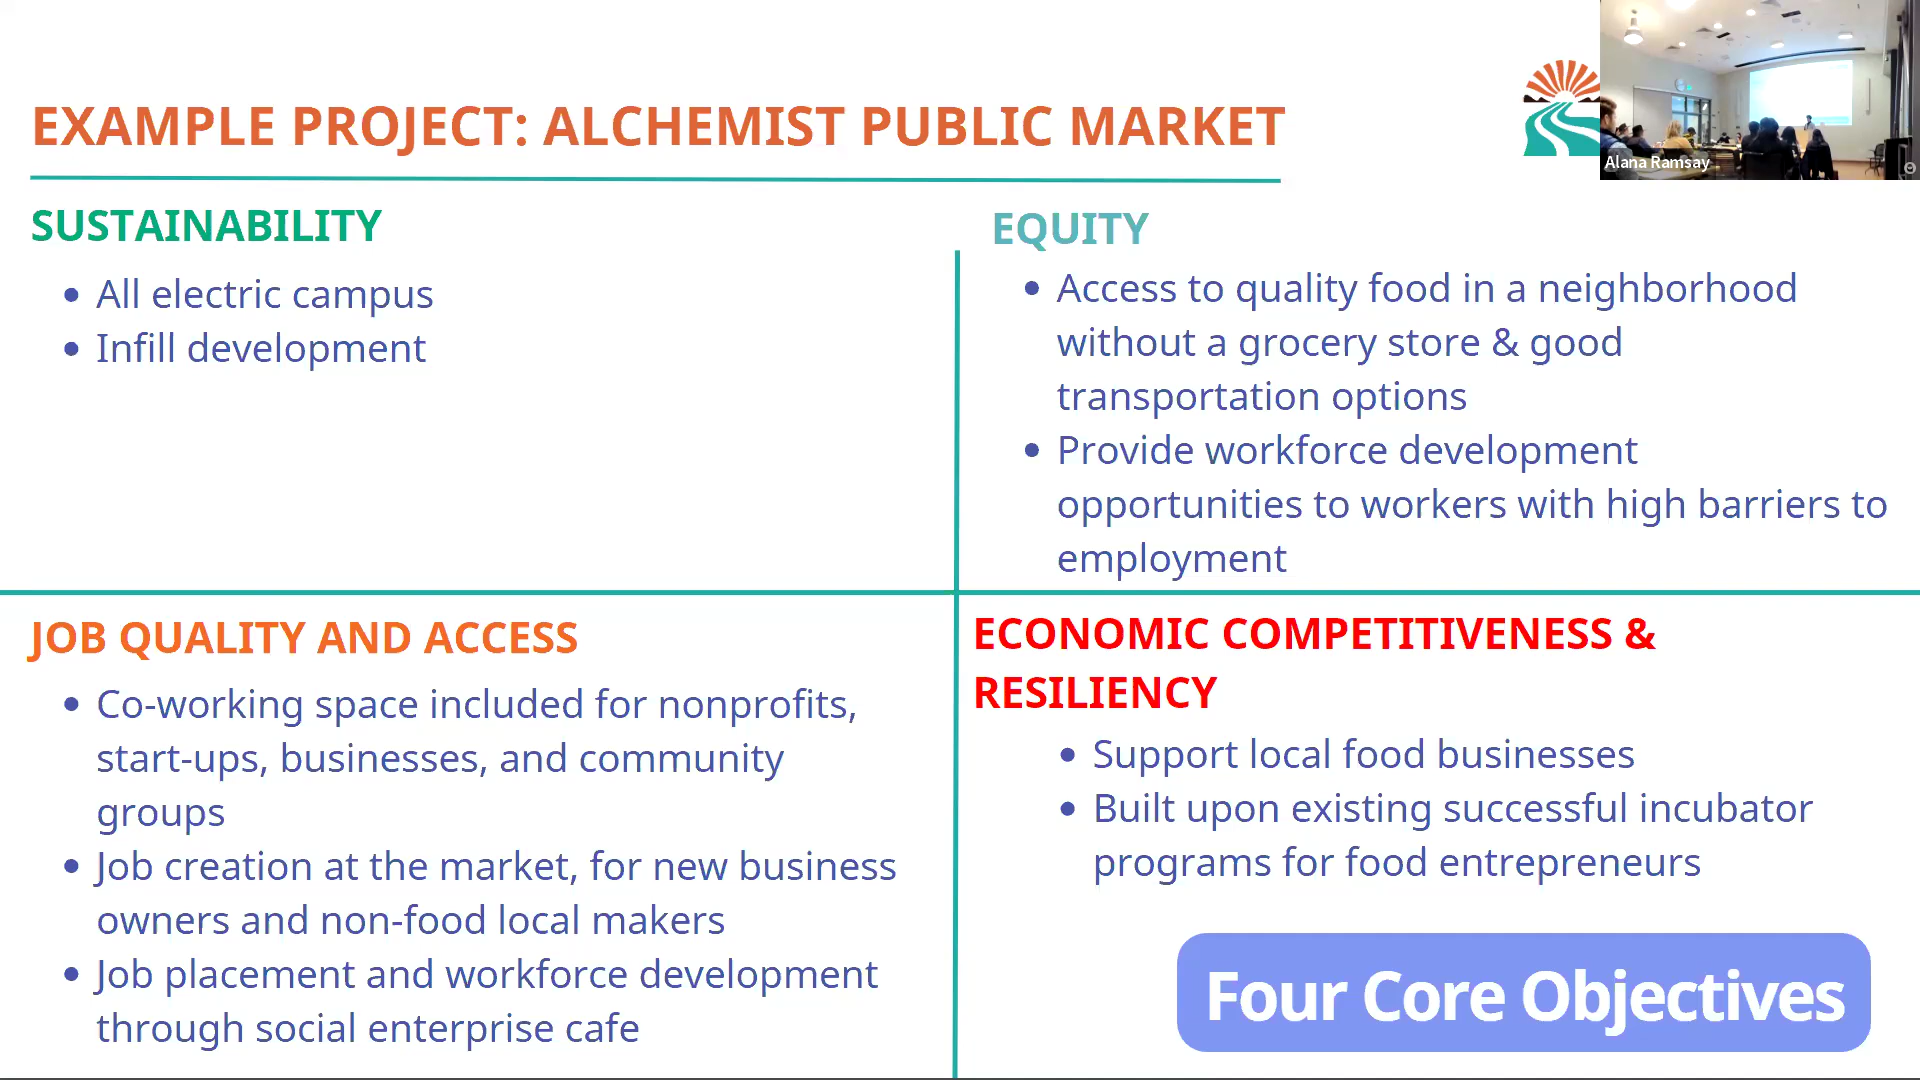 EXAMPLE PROJECT: ALCHEMIST PUBLIC MARKET
Alana Ramsay
SUSTAINABILITY
• All electric campus
• Infill development
EQUITY
• Access to quality food in a neighborhood
without a grocery store & good
transportation options
• Provide workforce development
opportunities to workers with high barriers to
employment
JOB QUALITY AND ACCESS
• Co-working space included for nonprofits,
start-ups, businesses, and community
groups
• Job creation at the market, for new business
owners and non-food local makers
• Job placement and workforce development
through social enterprise cafe
ECONOMIC COMPETITIVENESS &
RESILIENCY
• Support local food businesses
• Built upon existing successful incubator
programs for food entrepreneurs
Four Core Objectives